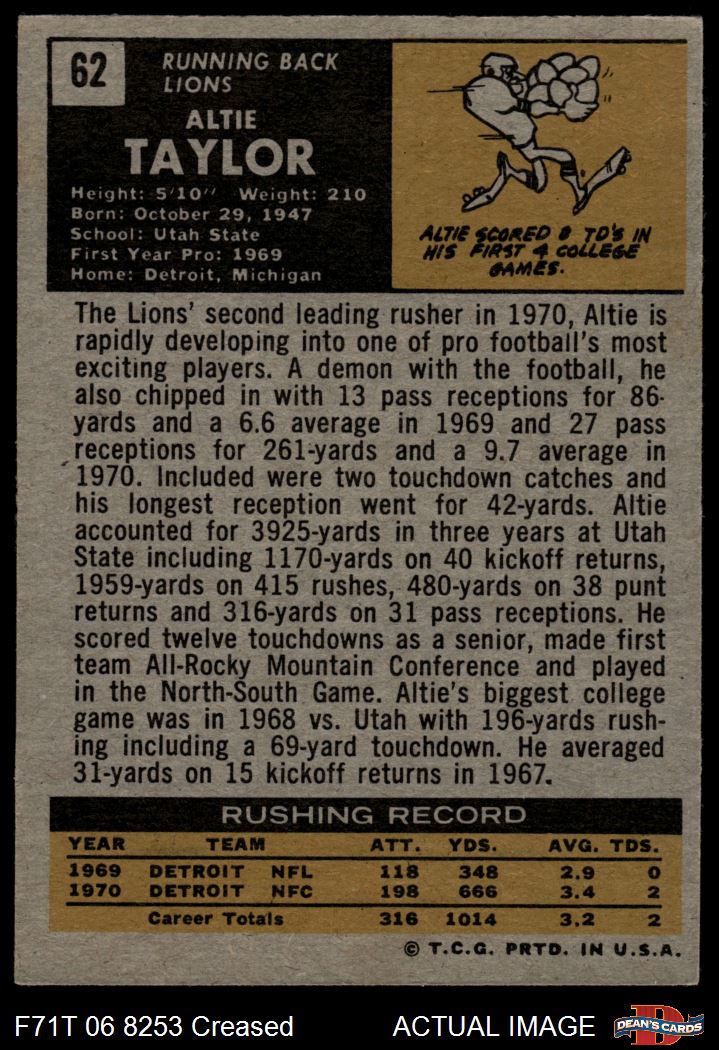 62
RUNNING BACK
LIONS
ALTIE
TAYLOR
Height: 5'10" Weight: 210
Born: October 29, 1947
School: Utah State
First Year Pro: 1969
Home: Detroit, Michigan
ALTIE SCORED 8 TD'S IN
HIS FIRST 4 COLLEGE
GAMES.
The Lions' second leading rusher in 1970, Altie is
rapidly developing into one of pro football's most
exciting players. A demon with the football, he
also chipped in with 13 pass receptions for 86-
yards and a 6.6 average in 1969 and 27 pass
receptions for 261-yards and a 9.7 average in
1970. Included were two touchdown catches and
his longest reception went for 42-yards. Altie
accounted for 3925-yards in three years at Utah
State including 1170-yards on 40 kickoff returns,
1959-yards on 415 rushes, 480-yards on 38 punt
returns and 316-yards on 31 pass receptions. He
scored twelve touchdowns as a senior, made first
team All-Rocky Mountain Conference and played
in the North-South Game. Altie's biggest college
game was in 1968 vs. Utah with 196-yards rush-
ing including a 69-yard touchdown. He averaged
31-yards on 15 kickoff returns in 1967.
RUSHING RECORD
YEAR TEAM ATT. YDS. AVG. TDS.
1969 DETROIT NFL 118 348 2.9 0
1970 DETROIT NFC 198 666 3.4 2
Career Totals 316 1014 3.2 2
© T.C.G. PRTD. IN U.S.A.
F71T 06 8253 Creased ACTUAL IMAGE
DEAN'S CARDS